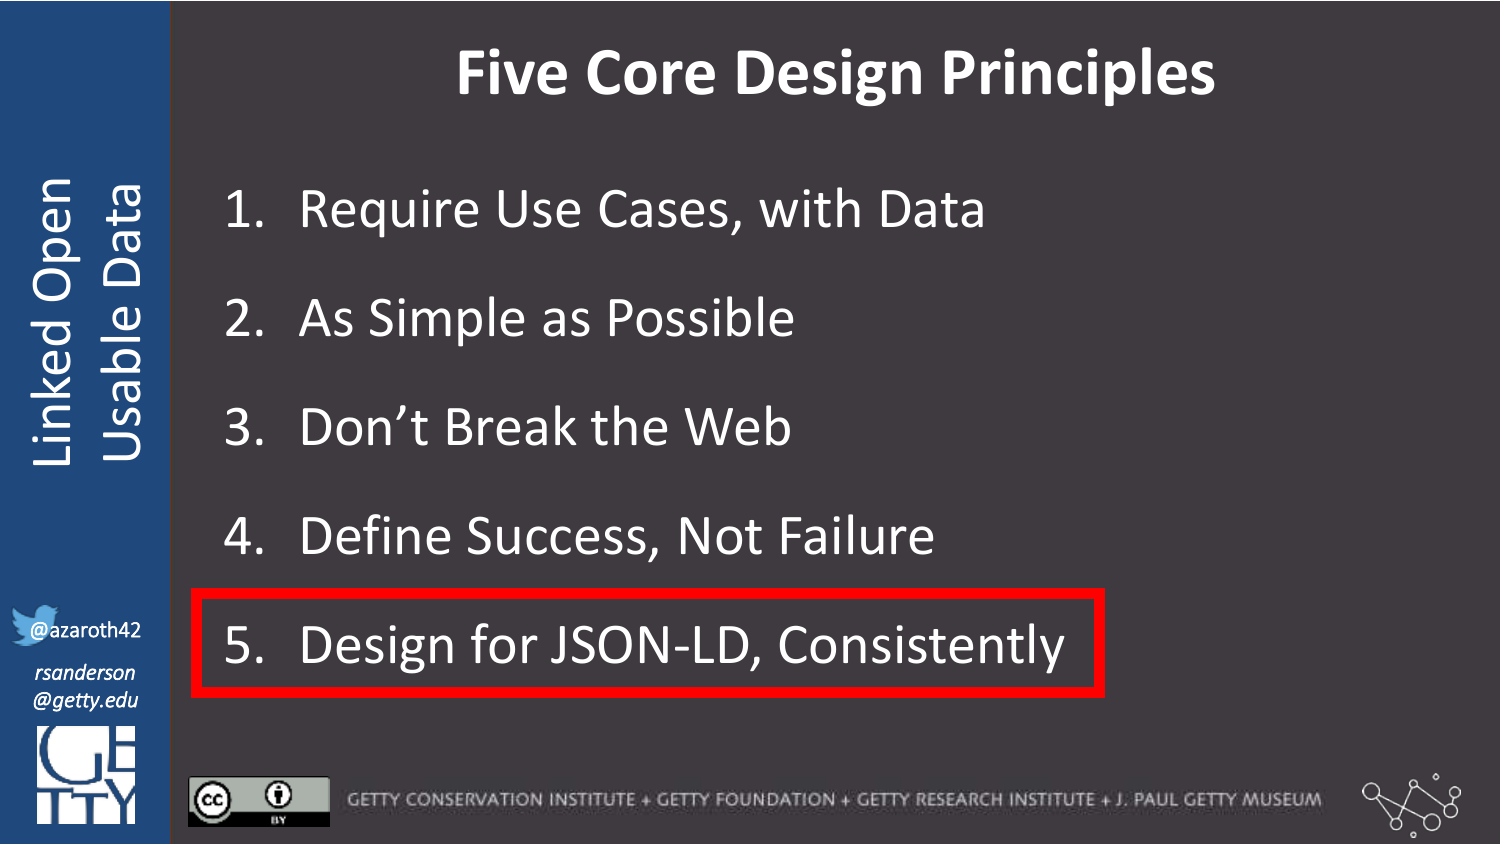 Five Core Design Principles
Linked Open
Usable Data
1. Require Use Cases, with Data
2. As Simple as Possible
3. Don’t Break the Web
4. Define Success, Not Failure
5. Design for JSON-LD, Consistently
@azaroth42
rsanderson
@getty.edu
GETTY
cc
BY
GETTY CONSERVATION INSTITUTE + GETTY FOUNDATION + GETTY RESEARCH INSTITUTE + J. PAUL GETTY MUSEUM